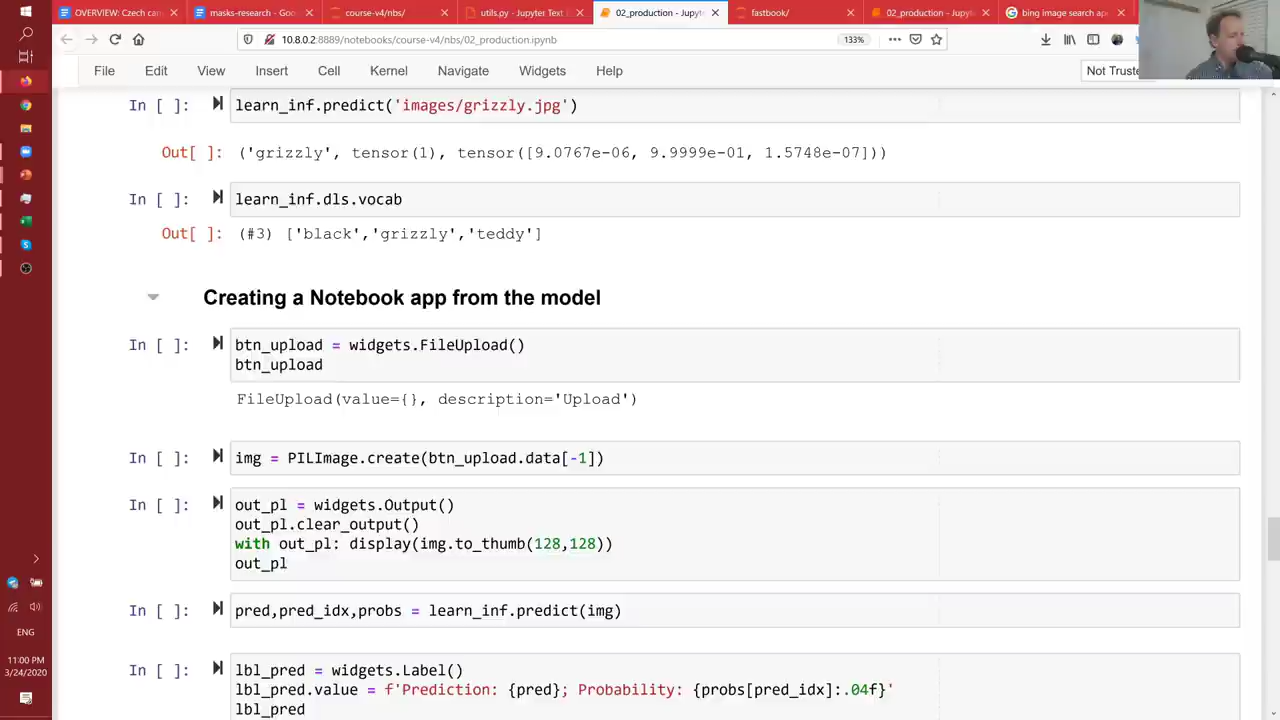 OVERVIEW: Czech can
masks-research - Go
course-v4/nbs/
utils.py - Jupyter Text E
02_production - Jupyte
fastbook/
02_production - Jupyte
bing image search ap
10.8.0.2:8889/notebooks/course-v4/nbs/02_production.ipynb
133%
File Edit View Insert Cell Kernel Navigate Widgets Help
Not Truste
In [ ]: learn_inf.predict('images/grizzly.jpg')
Out[ ]: ('grizzly', tensor(1), tensor([9.0767e-06, 9.9999e-01, 1.5748e-07]))
In [ ]: learn_inf.dls.vocab
Out[ ]: (#3) ['black','grizzly','teddy']
Creating a Notebook app from the model
In [ ]: btn_upload = widgets.FileUpload()
btn_upload
FileUpload(value={}, description='Upload')
In [ ]: img = PILImage.create(btn_upload.data[-1])
In [ ]: out_pl = widgets.Output()
out_pl.clear_output()
with out_pl: display(img.to_thumb(128,128))
out_pl
In [ ]: pred,pred_idx,probs = learn_inf.predict(img)
In [ ]: lbl_pred = widgets.Label()
lbl_pred.value = f'Prediction: {pred}; Probability: {probs[pred_idx]:.04f}'
lbl_pred
ENG
11:00 PM
3/24/2020